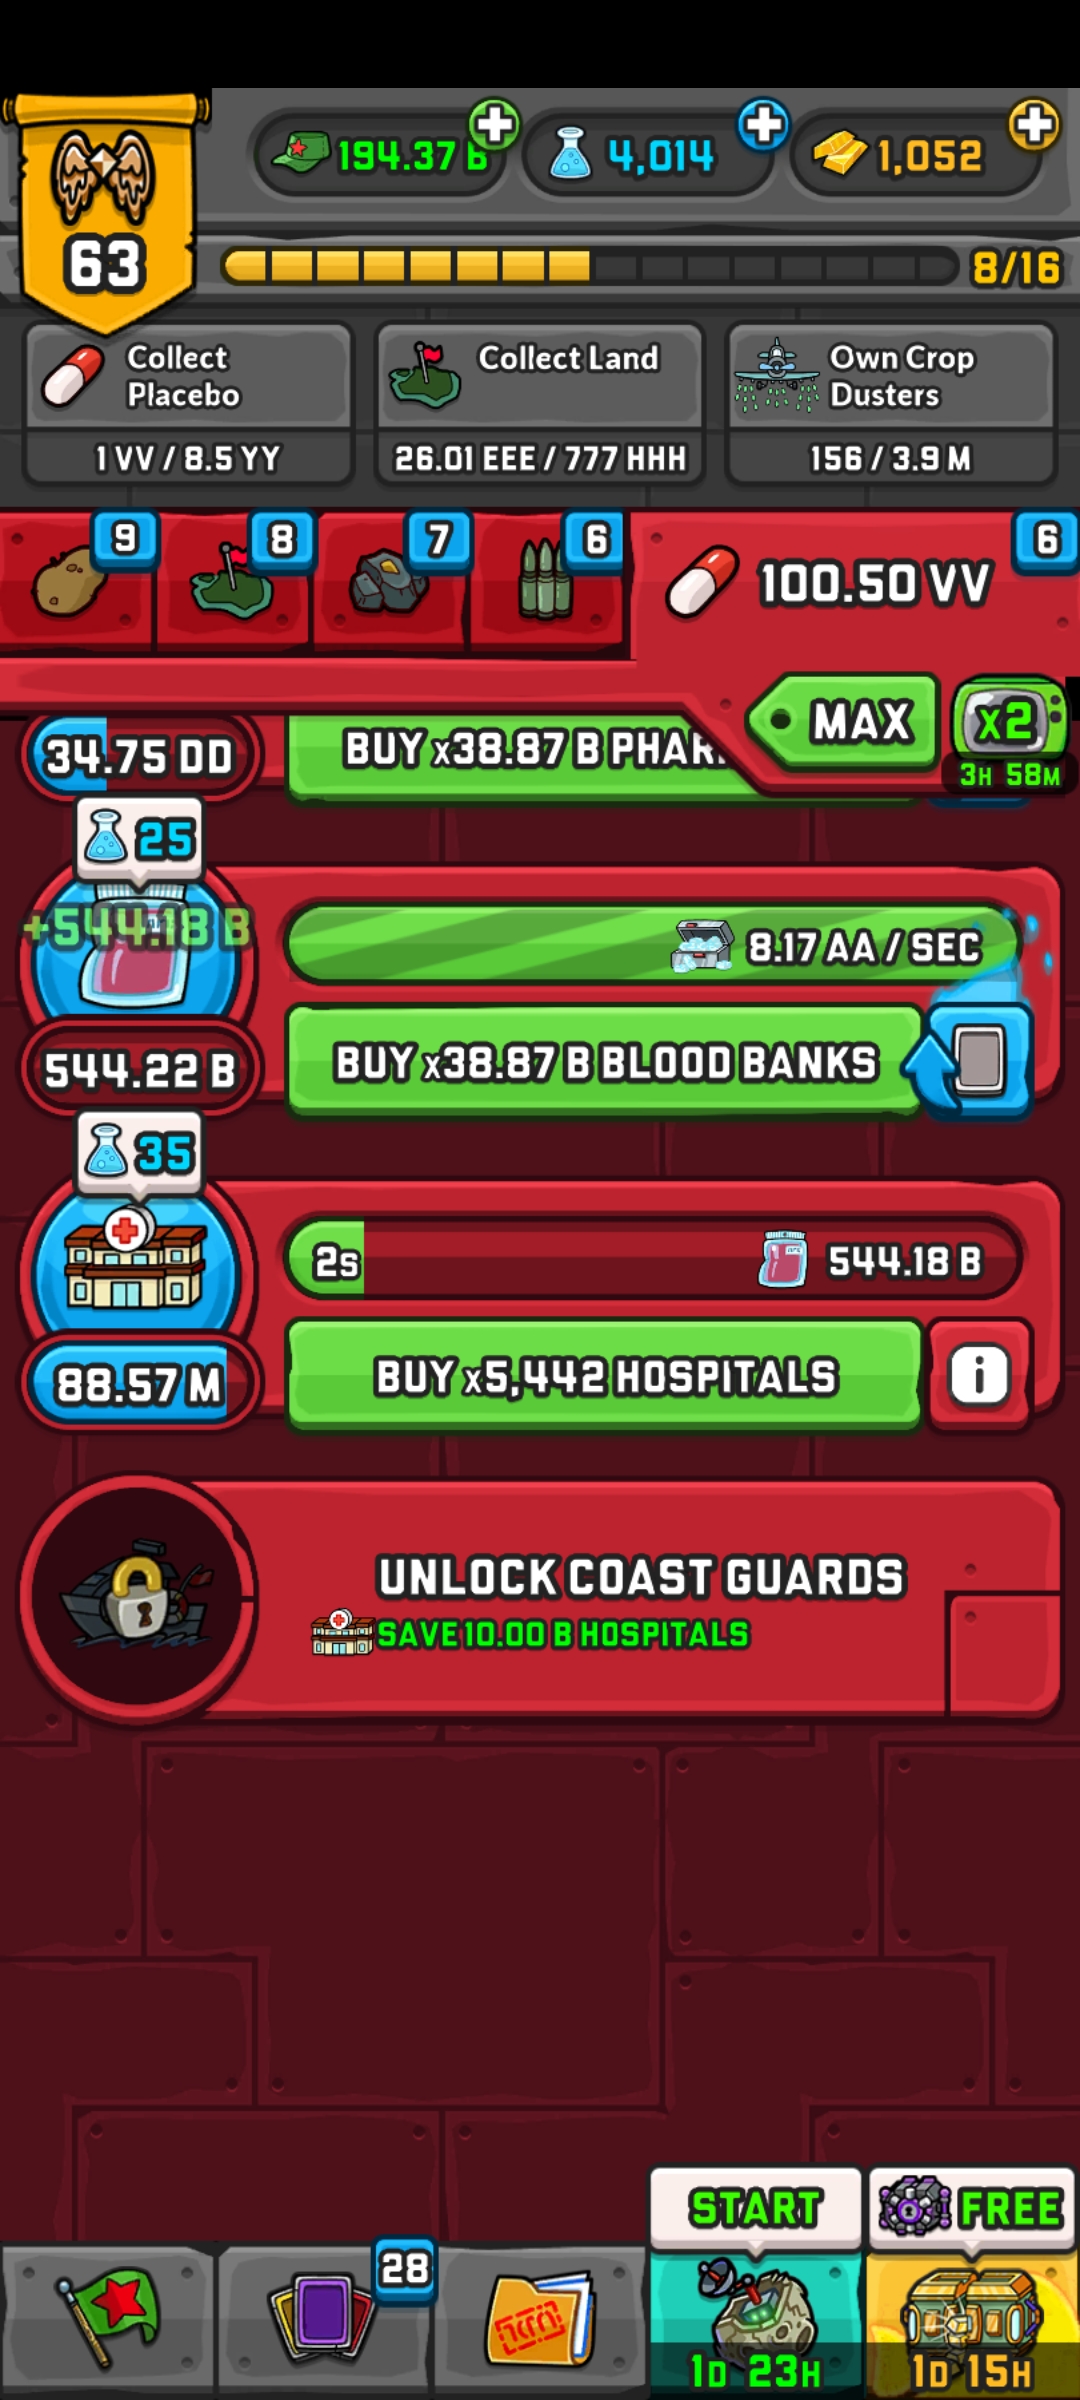 194.37 B
4,014
1,052
63
8/16
Collect
Placebo
1 VV / 8.5 YY
Collect Land
26.01 EEE / 777 HHH
Own Crop
Dusters
156 / 3.9 M
9
8
7
6
100.50 VV
6
MAX
x2
3H 58M
34.75 DD
BUY x38.87 B PHAR
25
+544.18 B
8.17 AA / SEC
544.22 B
BUY x38.87 B BLOOD BANKS
35
2s
544.18 B
88.57 M
BUY x5,442 HOSPITALS
i
UNLOCK COAST GUARDS
SAVE 10.00 B HOSPITALS
START
FREE
28
1D 23H
1D 15H